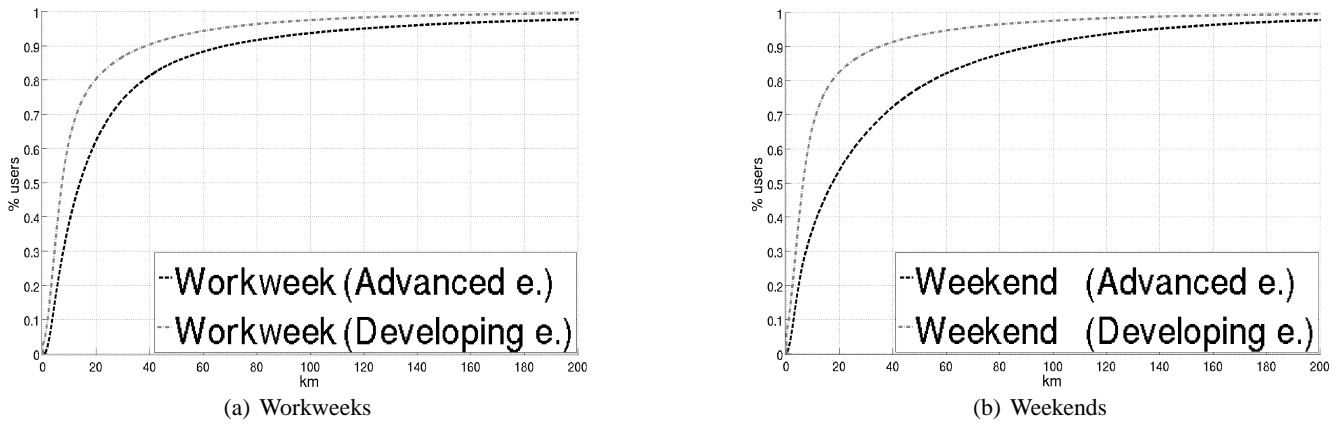 1
0.9
0.8
0.7
0.6
0.5
0.4
0.3
0.2
0.1
0
% users
0 20 40 60 80 100 120 140 160 180 200
km
Workweek (Advanced e.)
Workweek (Developing e.)
(a) Workweeks
1
0.9
0.8
0.7
0.6
0.5
0.4
0.3
0.2
0.1
0
% users
0 20 40 60 80 100 120 140 160 180 200
km
Weekend (Advanced e.)
Weekend (Developing e.)
(b) Weekends